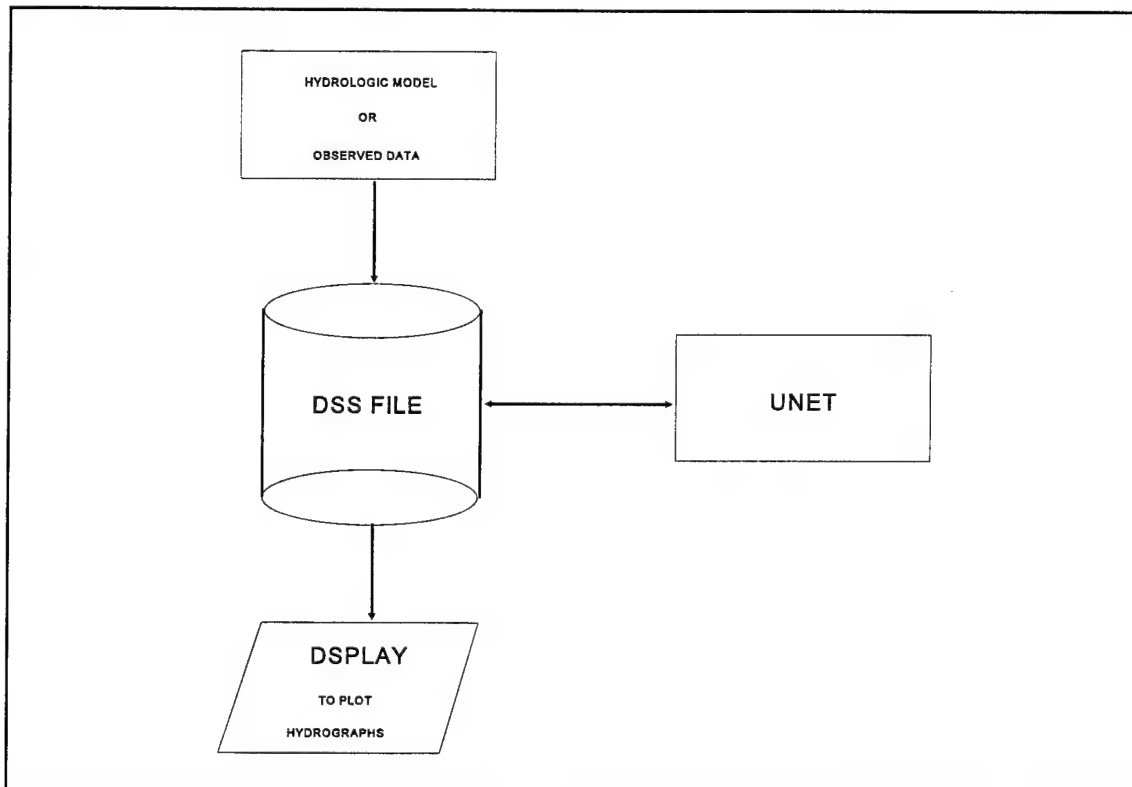 HYDROLOGIC MODEL
OR
OBSERVED DATA
DSS FILE
UNET
DSPLAY
TO PLOT
HYDROGRAPHS